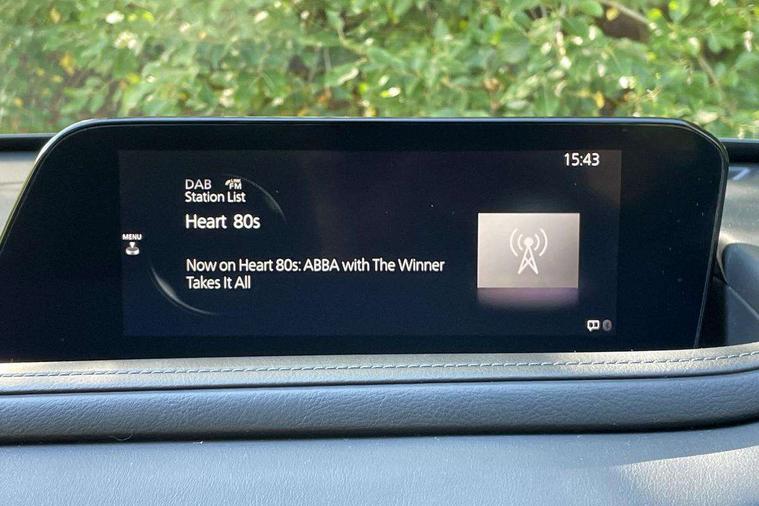 15:43
DAB FM
Station List
Heart 80s
MENU
Now on Heart 80s: ABBA with The Winner
Takes It All